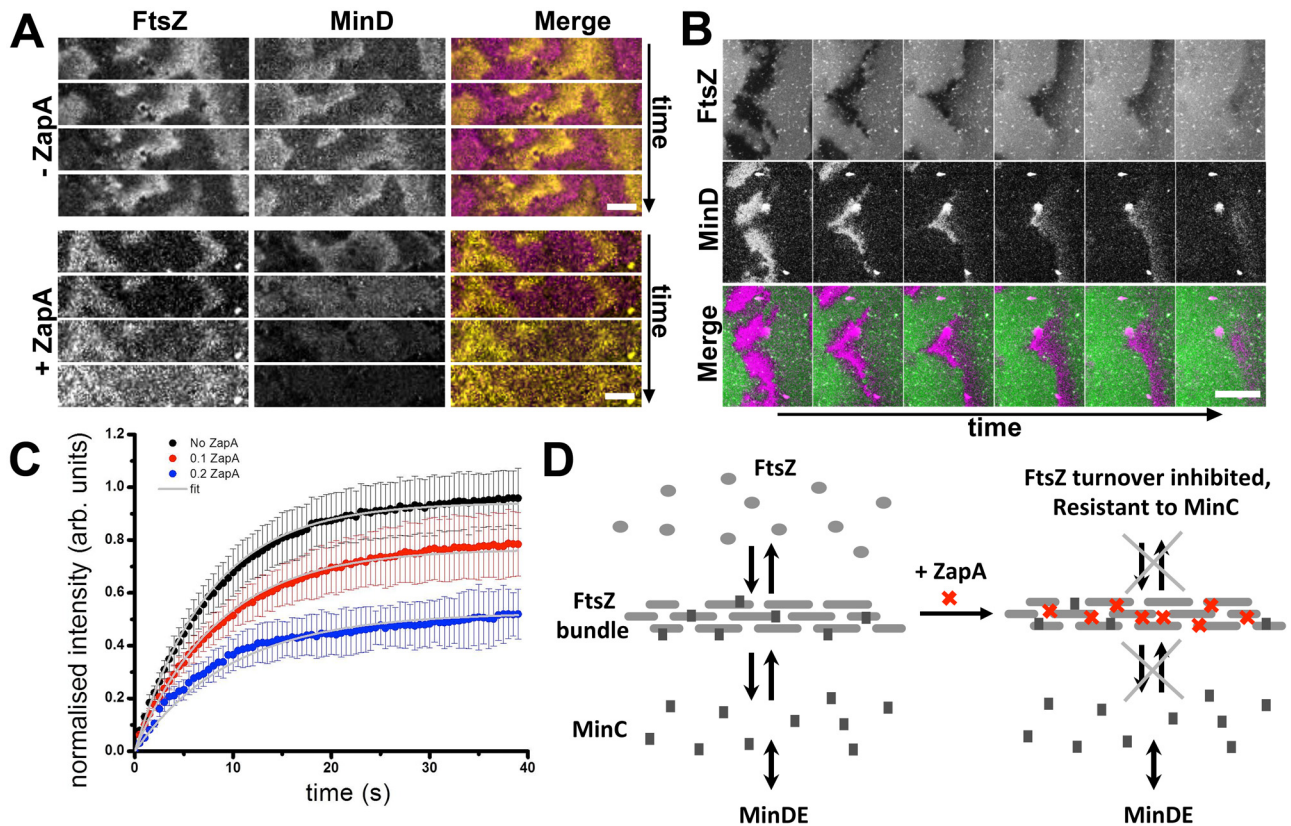 A
FtsZ
MinD
Merge
- ZapA
time
+ ZapA
time
B
FtsZ
MinD
Merge
time
C
normalised intensity (arb. units)
1.2
1.0
0.8
0.6
0.4
0.2
0.0
No ZapA
0.1 ZapA
0.2 ZapA
fit
0
10
20
30
40
time (s)
D
FtsZ
FtsZ
bundle
MinC
MinDE
+ ZapA
FtsZ turnover inhibited,
Resistant to MinC
MinDE